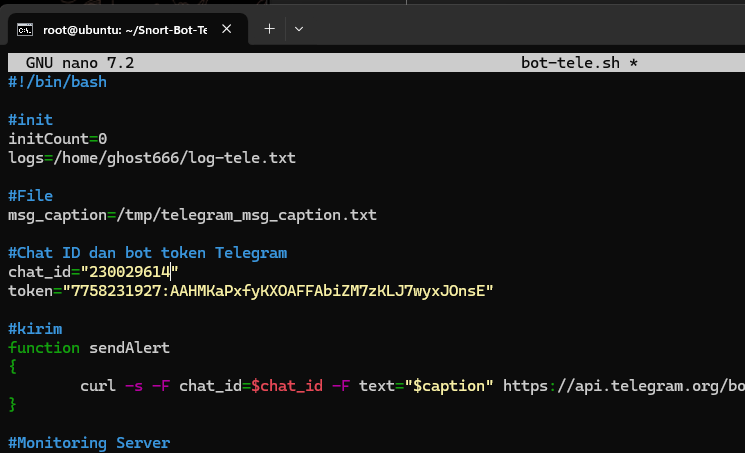 root@ubuntu: ~/Snort-Bot-Te
GNU nano 7.2 bot-tele.sh *
#!/bin/bash
#init
initCount=0
logs=/home/ghost666/log-tele.txt
#File
msg_caption=/tmp/telegram_msg_caption.txt
#Chat ID dan bot token Telegram
chat_id="230029614"
token="7758231927:AAHMKaPxfyKXOAFFAbiZM7zKLJ7wyxJOnsE"
#kirim
function sendAlert
{
curl -s -F chat_id=$chat_id -F text="$caption" https://api.telegram.org/bo
}
#Monitoring Server